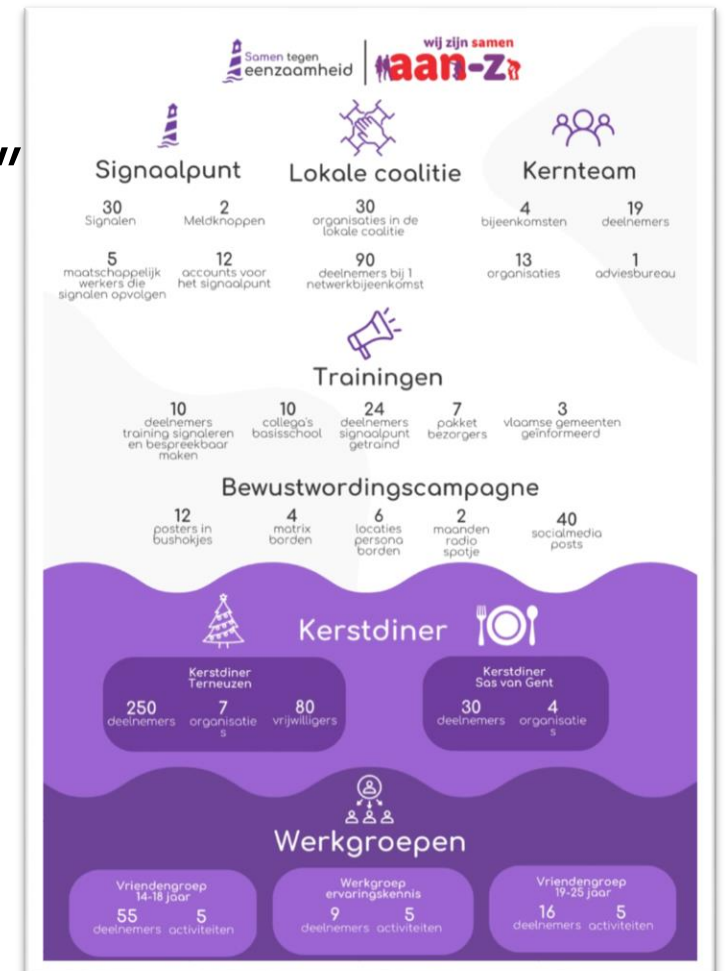 "
Samen tegen
eenzaamheid
wij zijn samen
aan-z
Signaalpunt
30
Signalen
2
Meldknoppen
5
maatschappelijk
werkers die
signalen opvolgen
12
accounts voor
het signaalpunt
Lokale coalitie
30
organisaties in de
lokale coalitie
90
deelnemers bij 1
netwerkbijeenkomst
Kernteam
4
bijeenkomsten
19
deelnemers
13
organisaties
1
adviesbureau
Trainingen
10
deelnemers
training signaleren
en bespreekbaar
maken
10
collega's
basisschool
24
deelnemers
signaalpunt
getraind
7
pakket
bezorgers
3
vlaamse gemeenten
geïnformeerd
Bewustwordingscampagne
12
posters in
bushokjes
4
matrix
borden
6
locaties
persona
borden
2
maanden
radio
spotje
40
socialmedia
posts
Kerstdiner
Kerstdiner
Terneuzen
250
deelnemers
7
organisatie
s
80
vrijwilligers
Kerstdiner
Sas van Gent
30
deelnemers
4
organisatie
s
Werkgroepen
Vriendengroep
14-18 jaar
55
deelnemers
5
activiteiten
Werkgroep
ervaringskennis
9
deelnemers
5
activiteiten
Vriendengroep
19-25 jaar
16
deelnemers
5
activiteiten